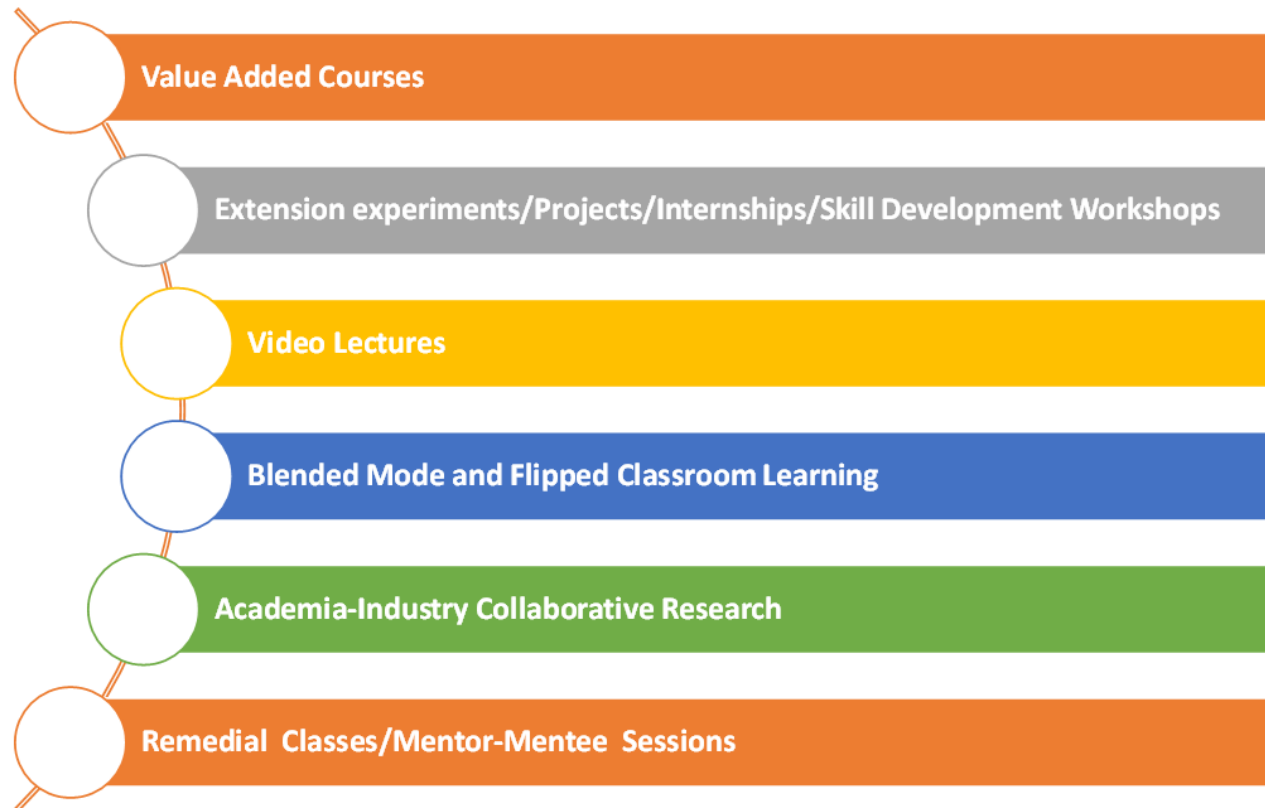 Value Added Courses
Extension experiments/Projects/Internships/Skill Development Workshops
Video Lectures
Blended Mode and Flipped Classroom Learning
Academia-Industry Collaborative Research
Remedial Classes/Mentor-Mentee Sessions